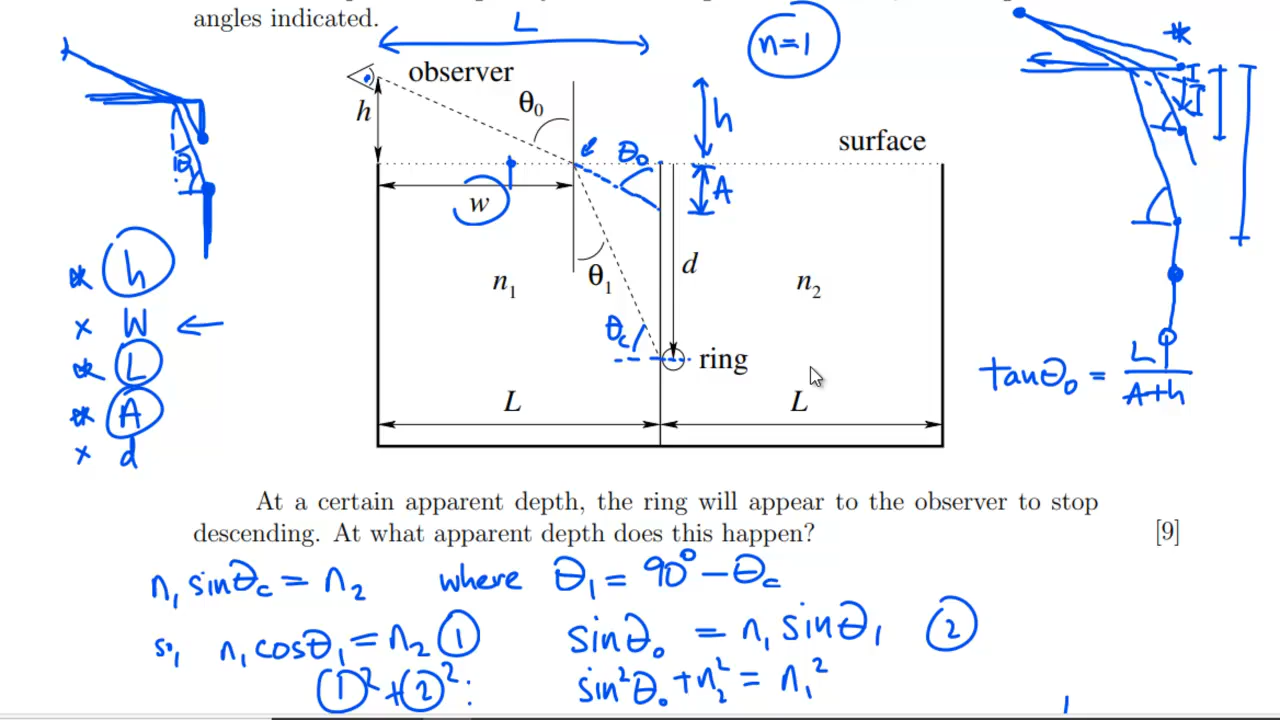 angles indicated.
L
n=1
*
observer
h
θ₀
h
surface
θ₀
A
w
d
n₁
θ₁
n₂
θ
* h
x W ←
* L
* A
x d
θc
ring
tanθ₀ = L / A+h
L
L
At a certain apparent depth, the ring will appear to the observer to stop
descending. At what apparent depth does this happen? [9]
n₁ sinθc = n₂ where θ₁ = 90° − θc
so, n₁ cosθ₁ = n₂ ① sinθ₀ = n₁ sinθ₁ ②
①² + ②² : sin²θ₀ + n₂² = n₁²